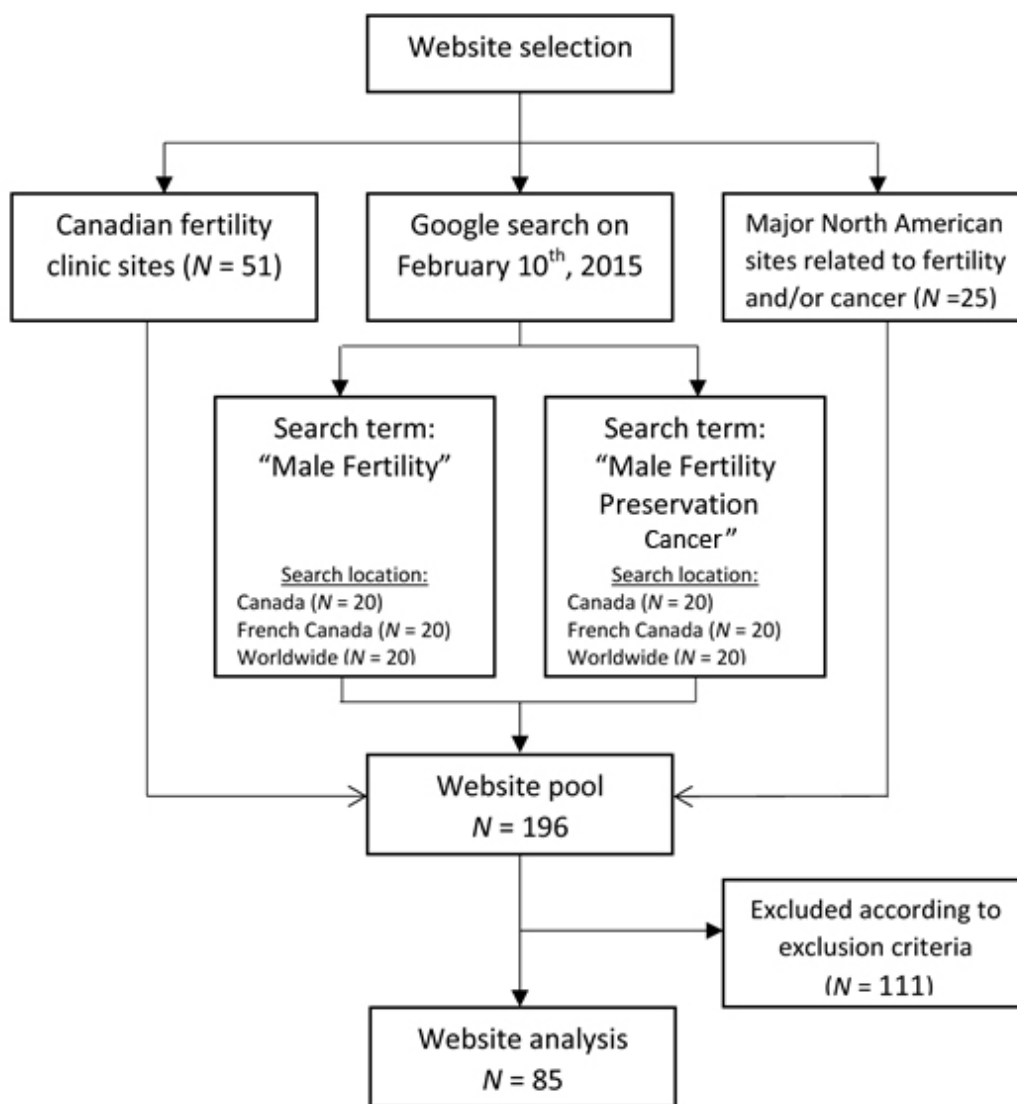 Website selection
Canadian fertility
clinic sites (N = 51)
Google search on
February 10th, 2015
Major North American
sites related to fertility
and/or cancer (N =25)
Search term:
“Male Fertility”
Search location:
Canada (N = 20)
French Canada (N = 20)
Worldwide (N = 20)
Search term:
“Male Fertility
Preservation
Cancer”
Search location:
Canada (N = 20)
French Canada (N = 20)
Worldwide (N = 20)
Website pool
N = 196
Excluded according to
exclusion criteria
(N = 111)
Website analysis
N = 85